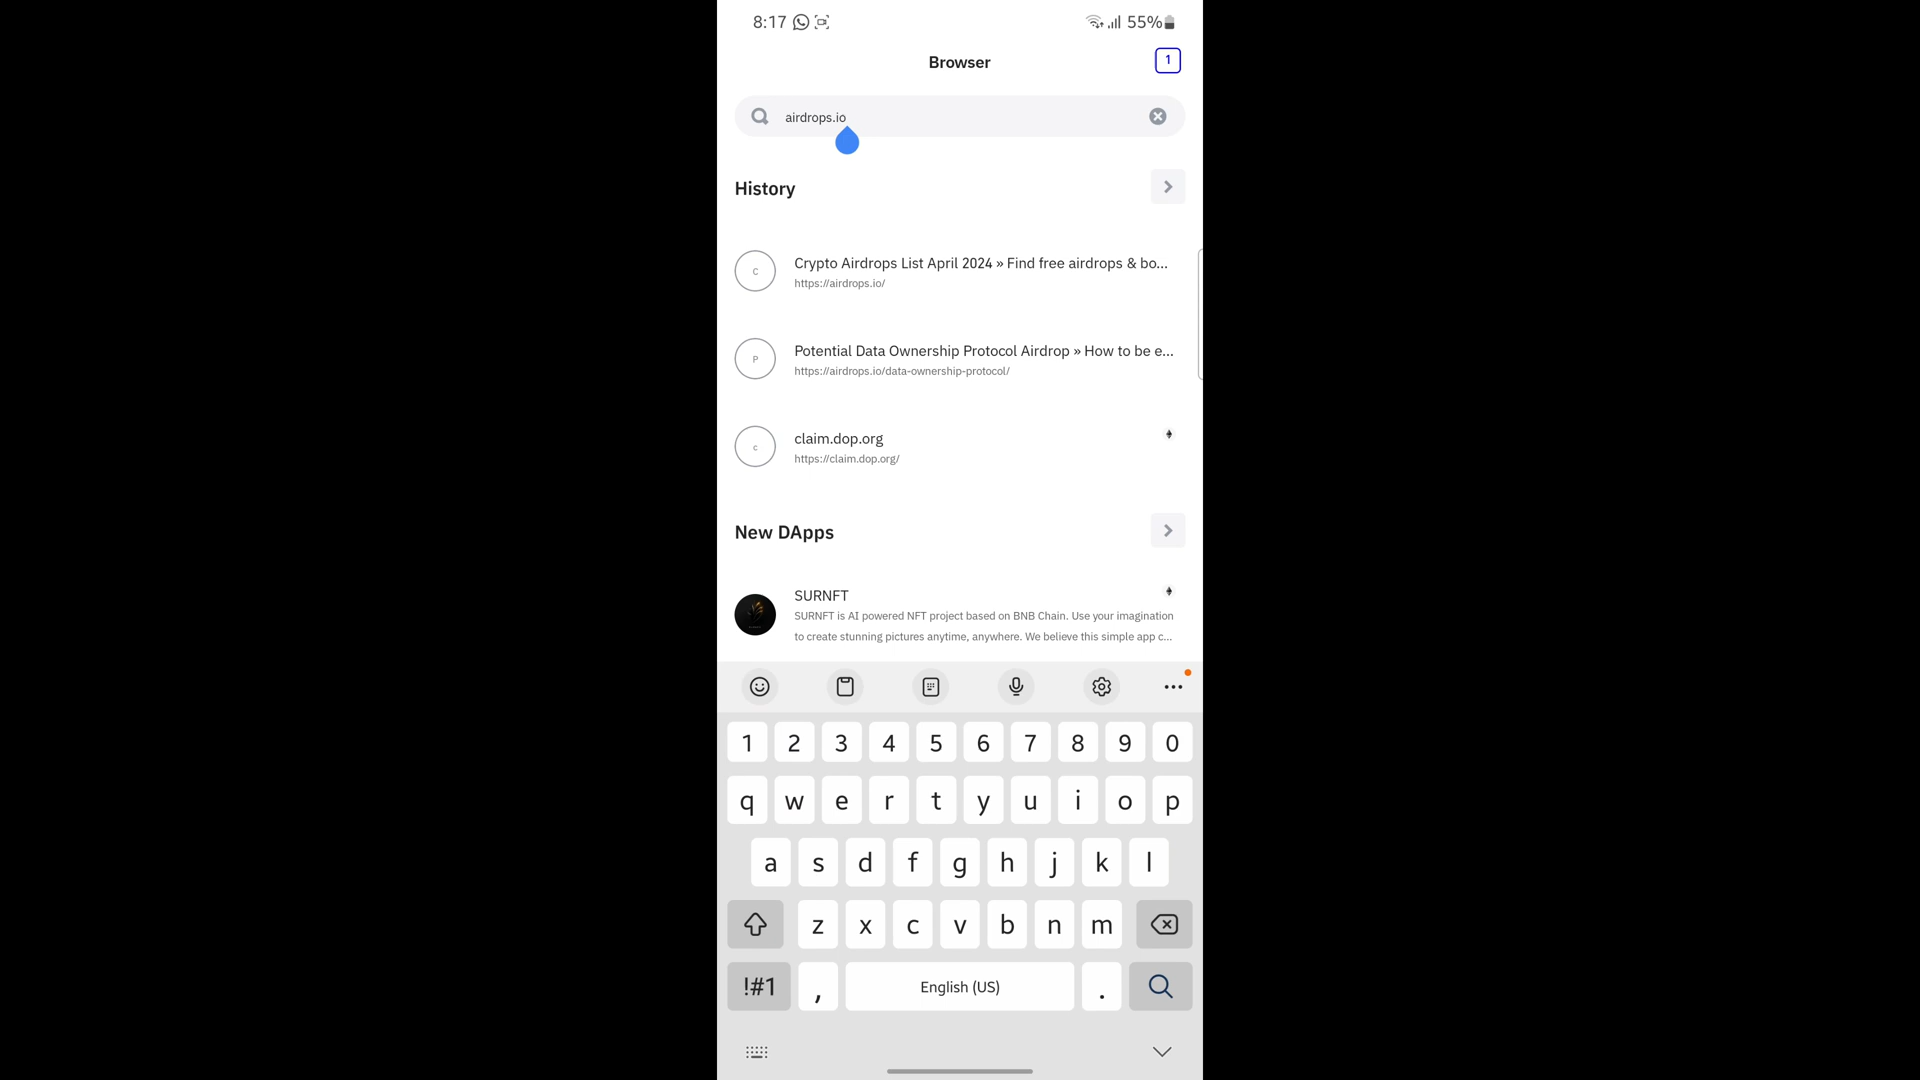 8:17 55%
Browser
1
airdrops.io
History
C
Crypto Airdrops List April 2024 » Find free airdrops & bo...
https://airdrops.io/
P
Potential Data Ownership Protocol Airdrop » How to be e...
https://airdrops.io/data-ownership-protocol/
c
claim.dop.org
https://claim.dop.org/
New DApps
SURNFT
SURNFT is AI powered NFT project based on BNB Chain. Use your imagination
to create stunning pictures anytime, anywhere. We believe this simple app c...
1 2 3 4 5 6 7 8 9 0
q w e r t y u i o p
a s d f g h j k l
z x c v b n m
!#1 , English (US) .